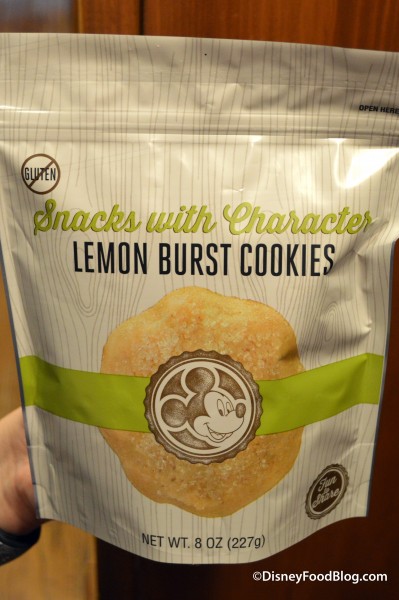 OPEN HERE
GLUTEN
Snacks with Character
LEMON BURST COOKIES
Fun
to
Share
NET WT. 8 OZ (227g)
©DisneyFoodBlog.com